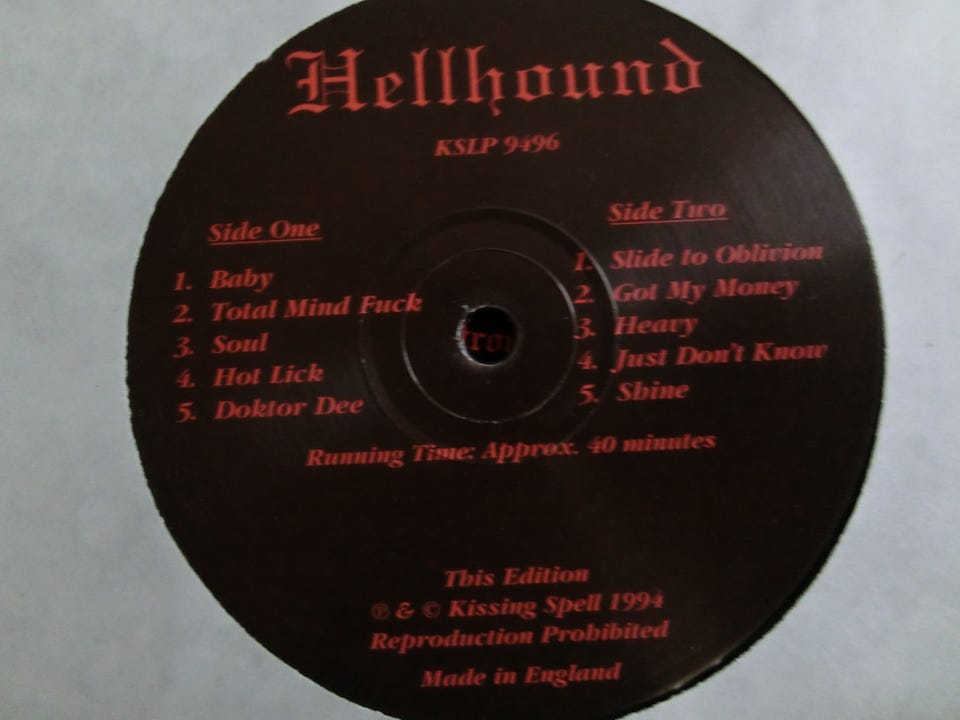 Hellhound
KSLP 9496
Side One
1. Baby
2. Total Mind Fuck
3. Soul
4. Hot Lick
5. Doktor Dee
Side Two
1. Slide to Oblivion
2. Got My Money
3. Heavy
4. Just Don't Know
5. Shine
Running Time: Approx. 40 minutes
This Edition
℗ & © Kissing Spell 1994
Reproduction Prohibited
Made in England